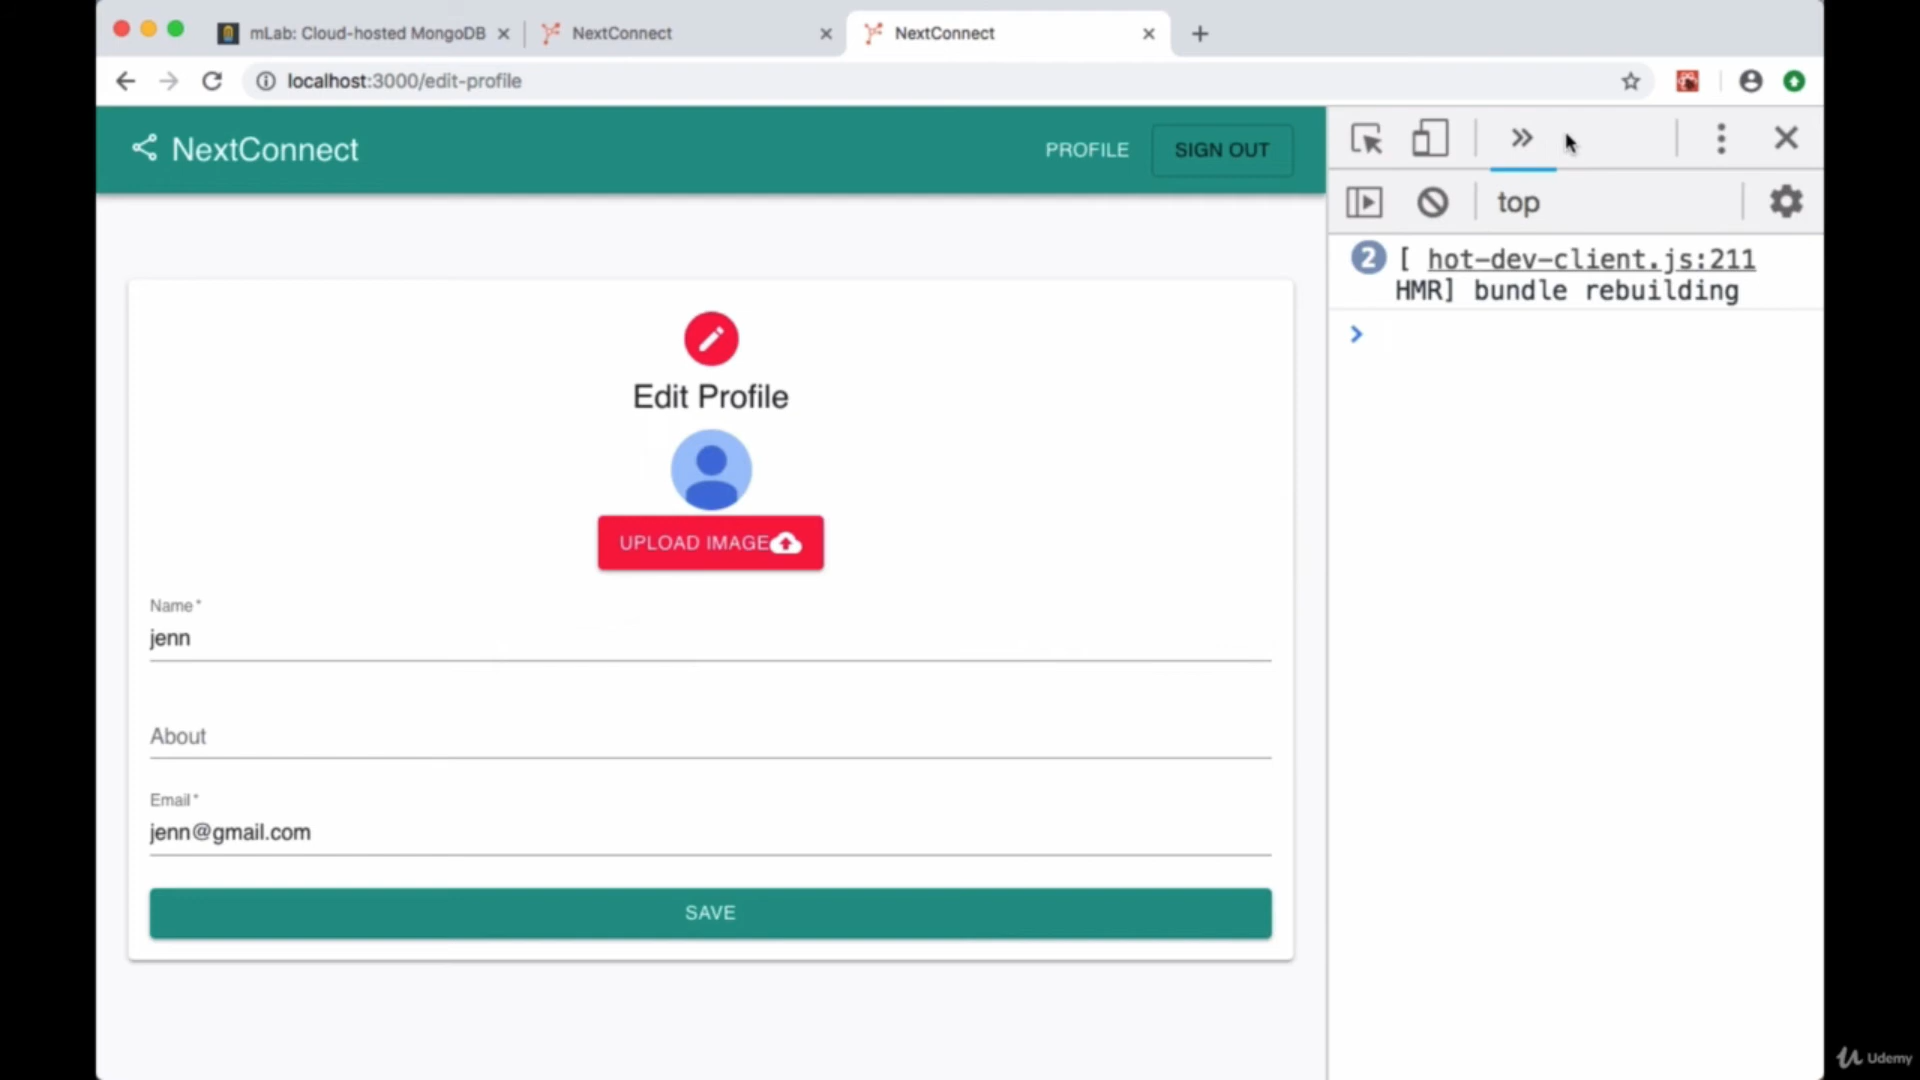 mLab: Cloud-hosted MongoDB
NextConnect
NextConnect
localhost:3000/edit-profile
NextConnect
PROFILE
SIGN OUT
top
2
[ hot-dev-client.js:211
HMR] bundle rebuilding
Edit Profile
UPLOAD IMAGE
Name *
jenn
About
Email *
jenn@gmail.com
SAVE
Udemy